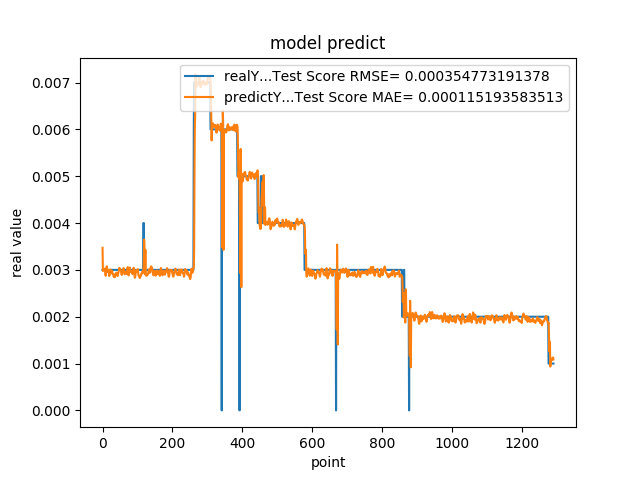 model predict
realY...Test Score RMSE= 0.000354773191378
predictY...Test Score MAE= 0.000115193583513
0.007
0.006
0.005
0.004
0.003
0.002
0.001
0.000
real value
0 200 400 600 800 1000 1200
point